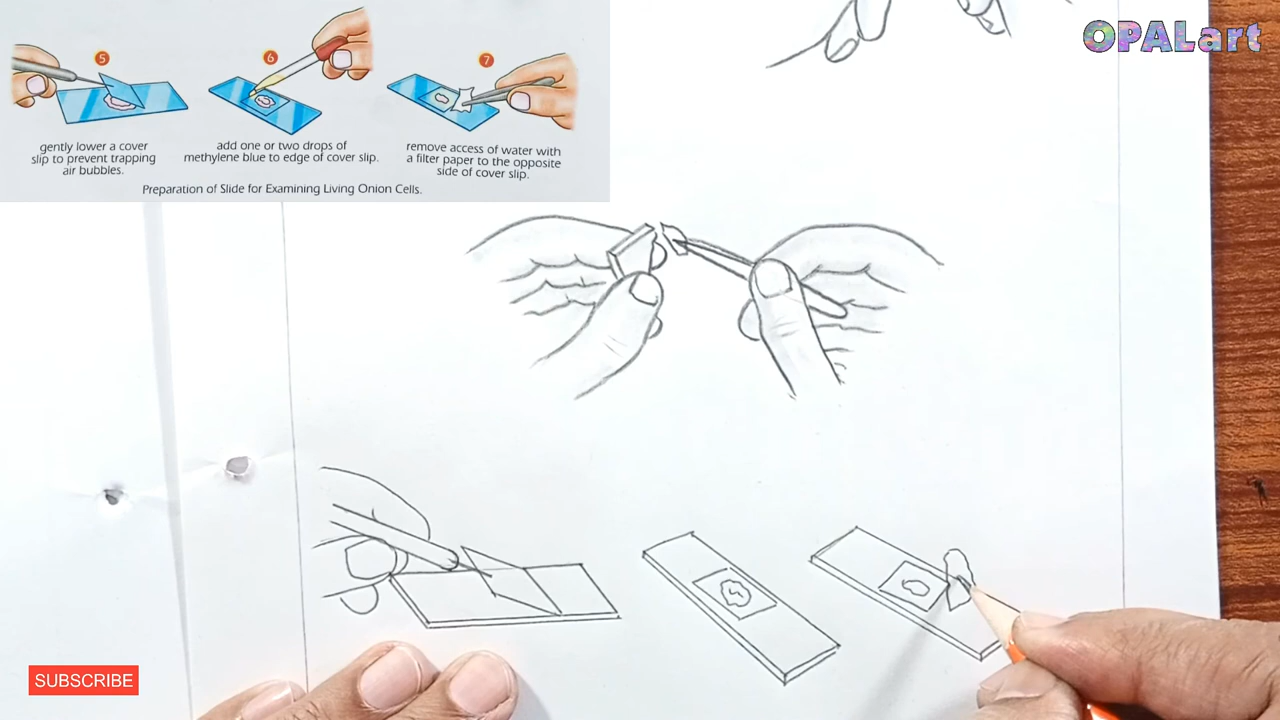 OPALart
5
6
7
gently lower a cover
slip to prevent trapping
air bubbles.
add one or two drops of
methylene blue to edge of cover slip.
remove access of water with
a filter paper to the opposite
side of cover slip.
Preparation of Slide for Examining Living Onion Cells.
SUBSCRIBE